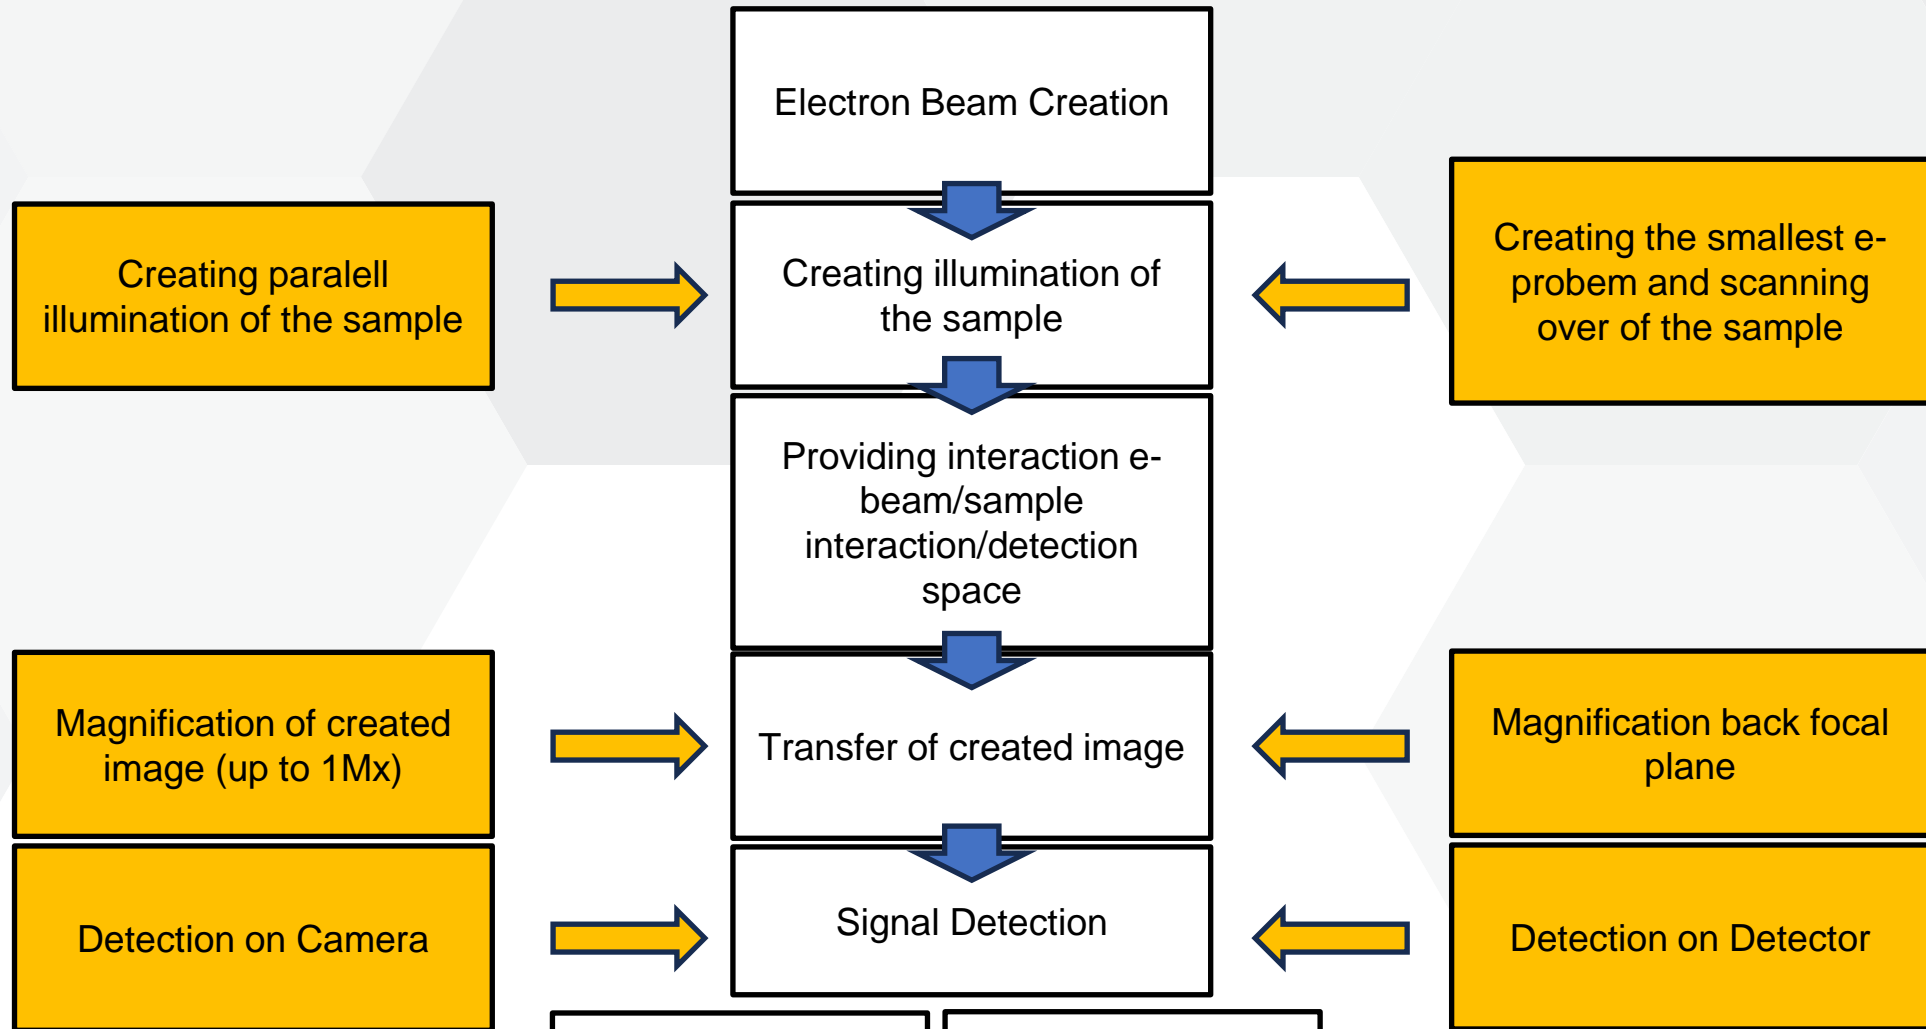 Electron Beam Creation
Creating paralell
illumination of the sample
Creating illumination of
the sample
Creating the smallest e-
probem and scanning
over of the sample
Providing interaction e-
beam/sample
interaction/detection
space
Magnification of created
image (up to 1Mx)
Transfer of created image
Magnification back focal
plane
Detection on Camera
Signal Detection
Detection on Detector